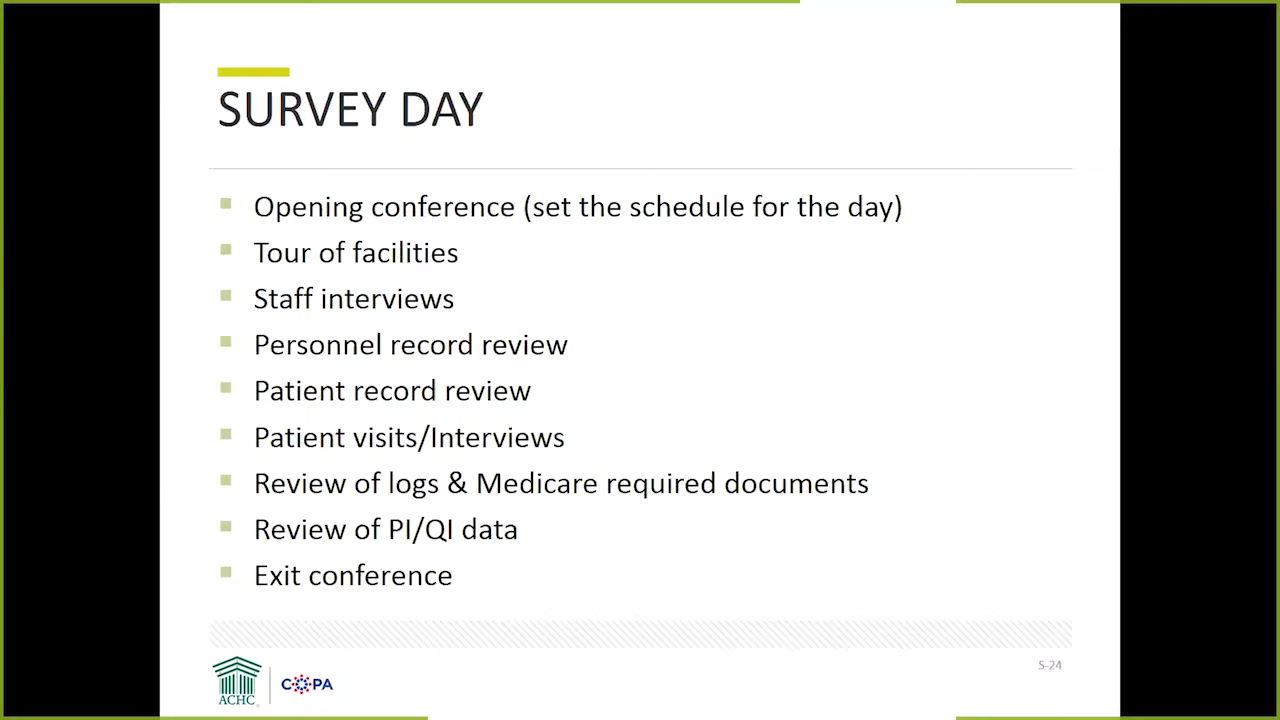 SURVEY DAY
Opening conference (set the schedule for the day)
Tour of facilities
Staff interviews
Personnel record review
Patient record review
Patient visits/Interviews
Review of logs & Medicare required documents
Review of PI/QI data
Exit conference
ACHC
COPA
S-24